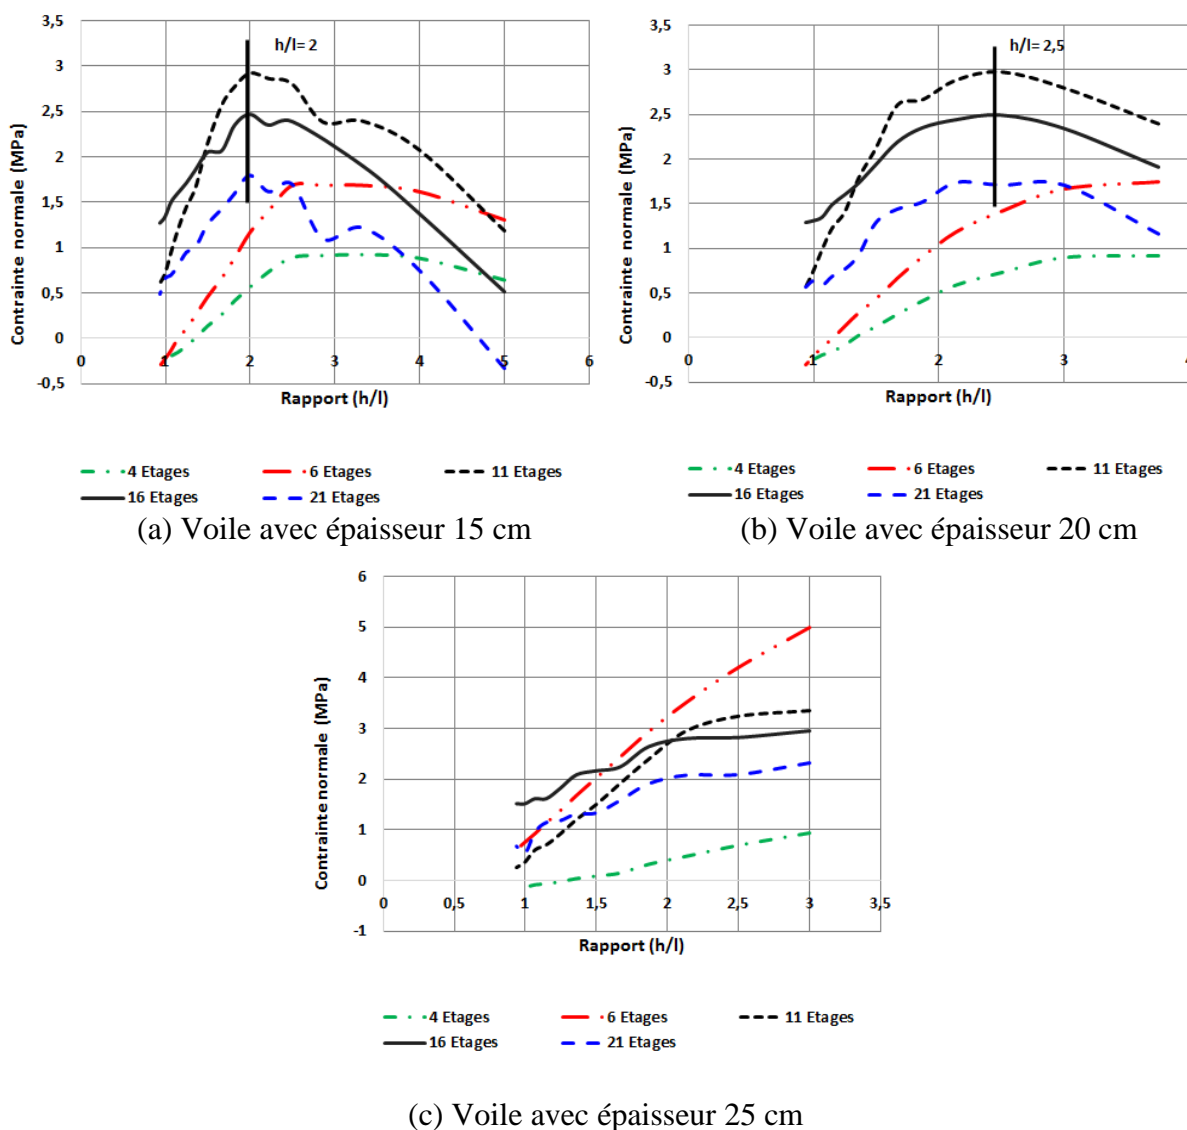 Contrainte normale (MPa)
3,5
3
2,5
2
1,5
1
0,5
0
-0,5
h/l= 2
0 1 2 3 4 5 6
Rapport (h/l)
4 Etages 6 Etages 11 Etages
16 Etages 21 Etages
(a) Voile avec épaisseur 15 cm
Contrainte normale (MPa)
3,5
3
2,5
2
1,5
1
0,5
0
-0,5
h/l= 2,5
0 1 2 3 4
Rapport (h/l)
4 Etages 6 Etages 11 Etages
16 Etages 21 Etages
(b) Voile avec épaisseur 20 cm
Contrainte normale (MPa)
6
5
4
3
2
1
0
-1
0 0,5 1 1,5 2 2,5 3 3,5
Rapport (h/l)
4 Etages 6 Etages 11 Etages
16 Etages 21 Etages
(c) Voile avec épaisseur 25 cm